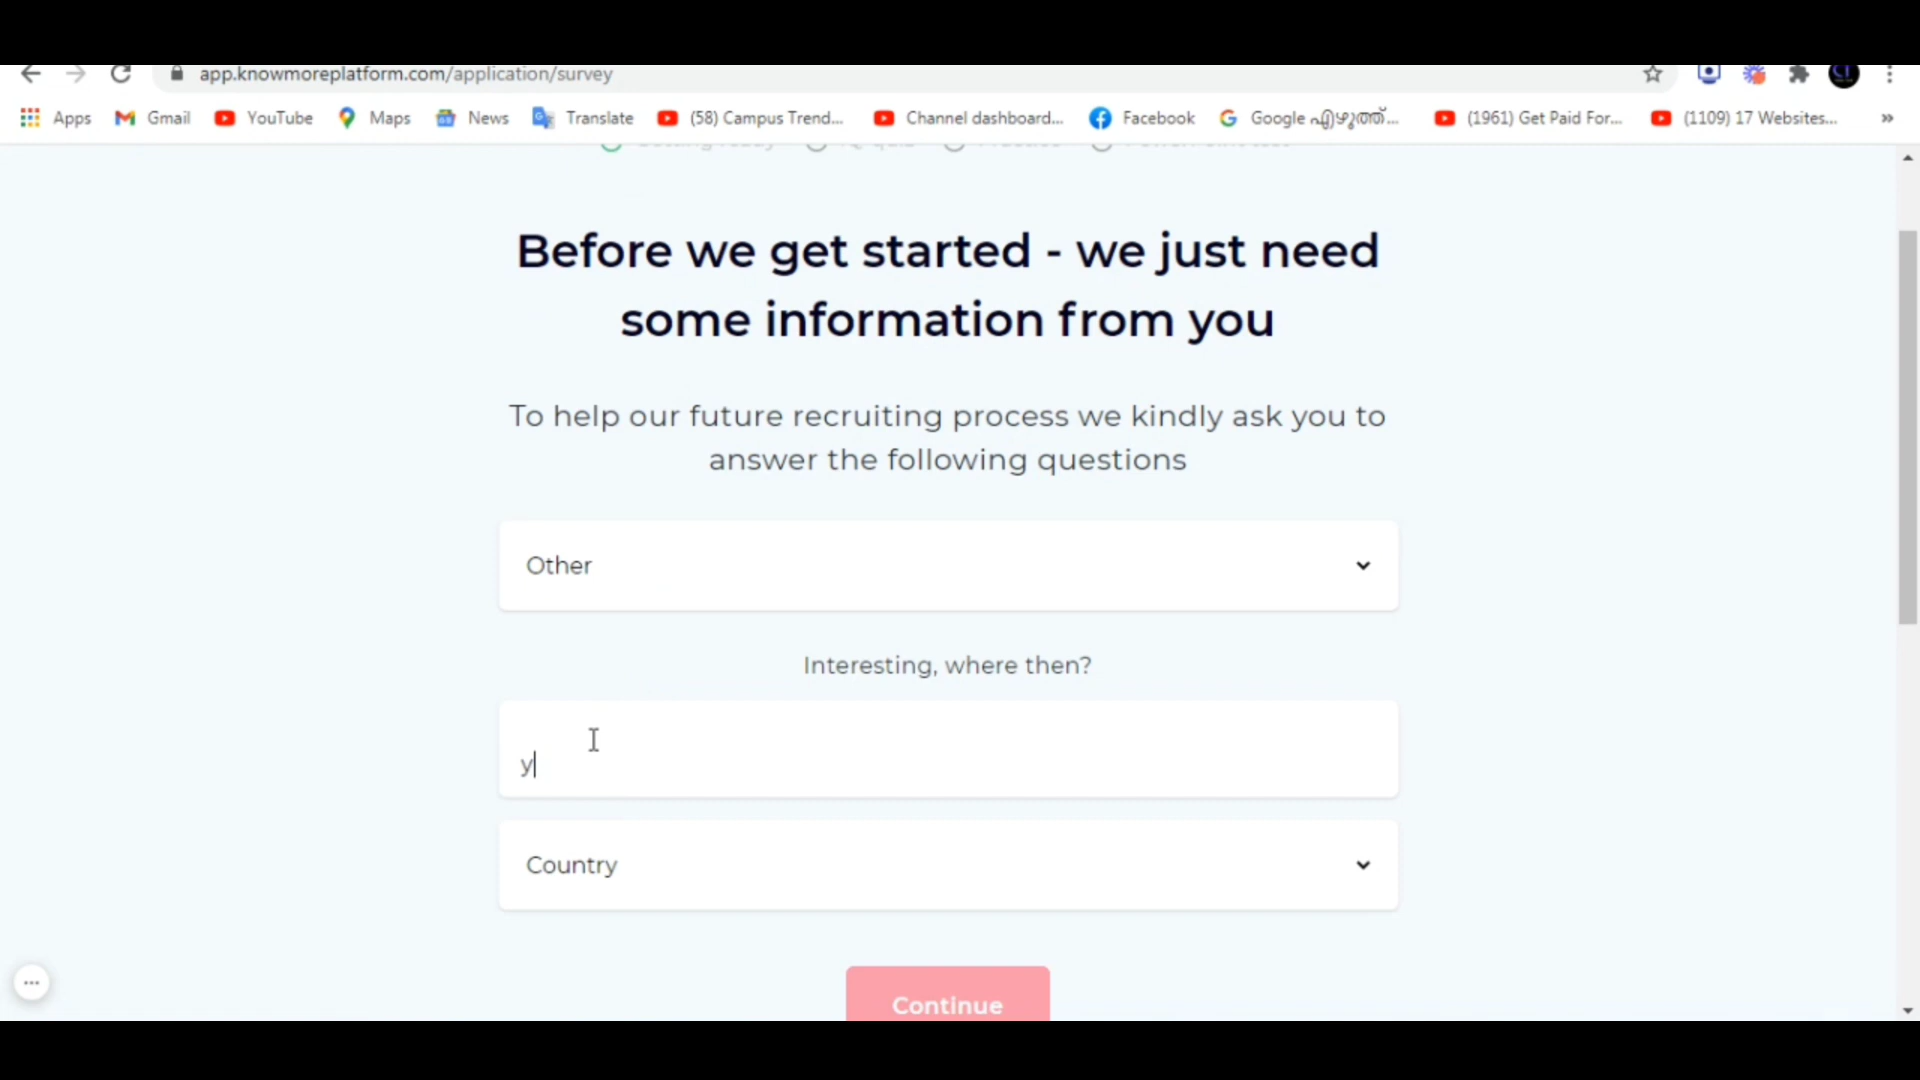 app.knowmoreplatform.com/application/survey
Apps Gmail YouTube Maps News Translate (58) Campus Trend... Channel dashboard... Facebook Google എഴുത്ത്... (1961) Get Paid For... (1109) 17 Websites... »
Before we get started - we just need
some information from you
To help our future recruiting process we kindly ask you to
answer the following questions
Other
Interesting, where then?
y
Country
Continue